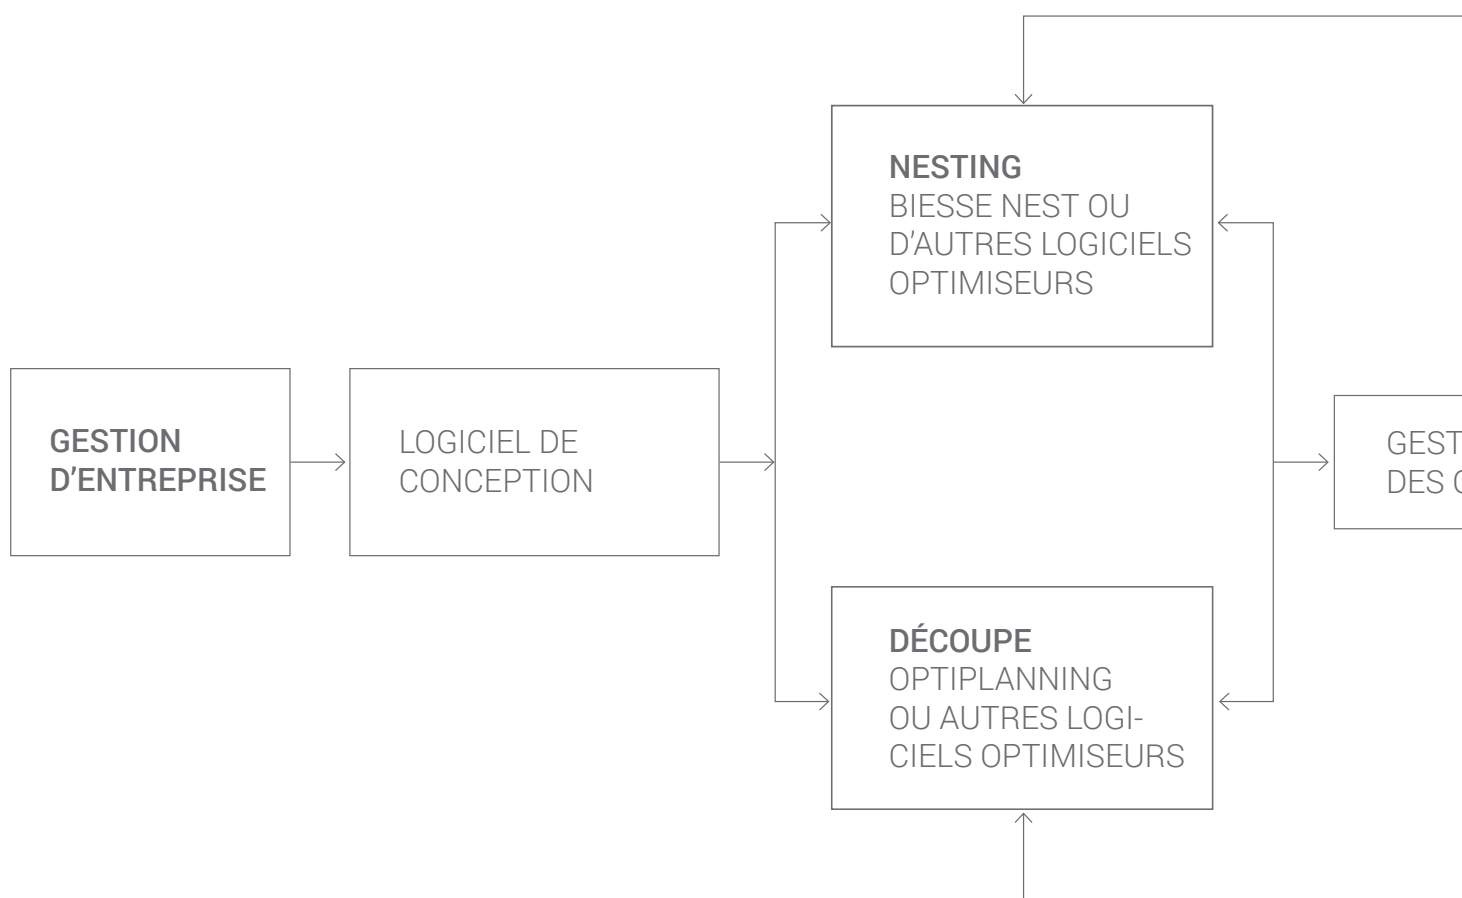 NESTING
BIESSE NEST OU
D'AUTRES LOGICIELS
OPTIMISEURS
GESTION
D'ENTREPRISE
LOGICIEL DE
CONCEPTION
DÉCOUPE
OPTIPLANNING
OU AUTRES LOGI-
CIELS OPTIMISEURS
DES